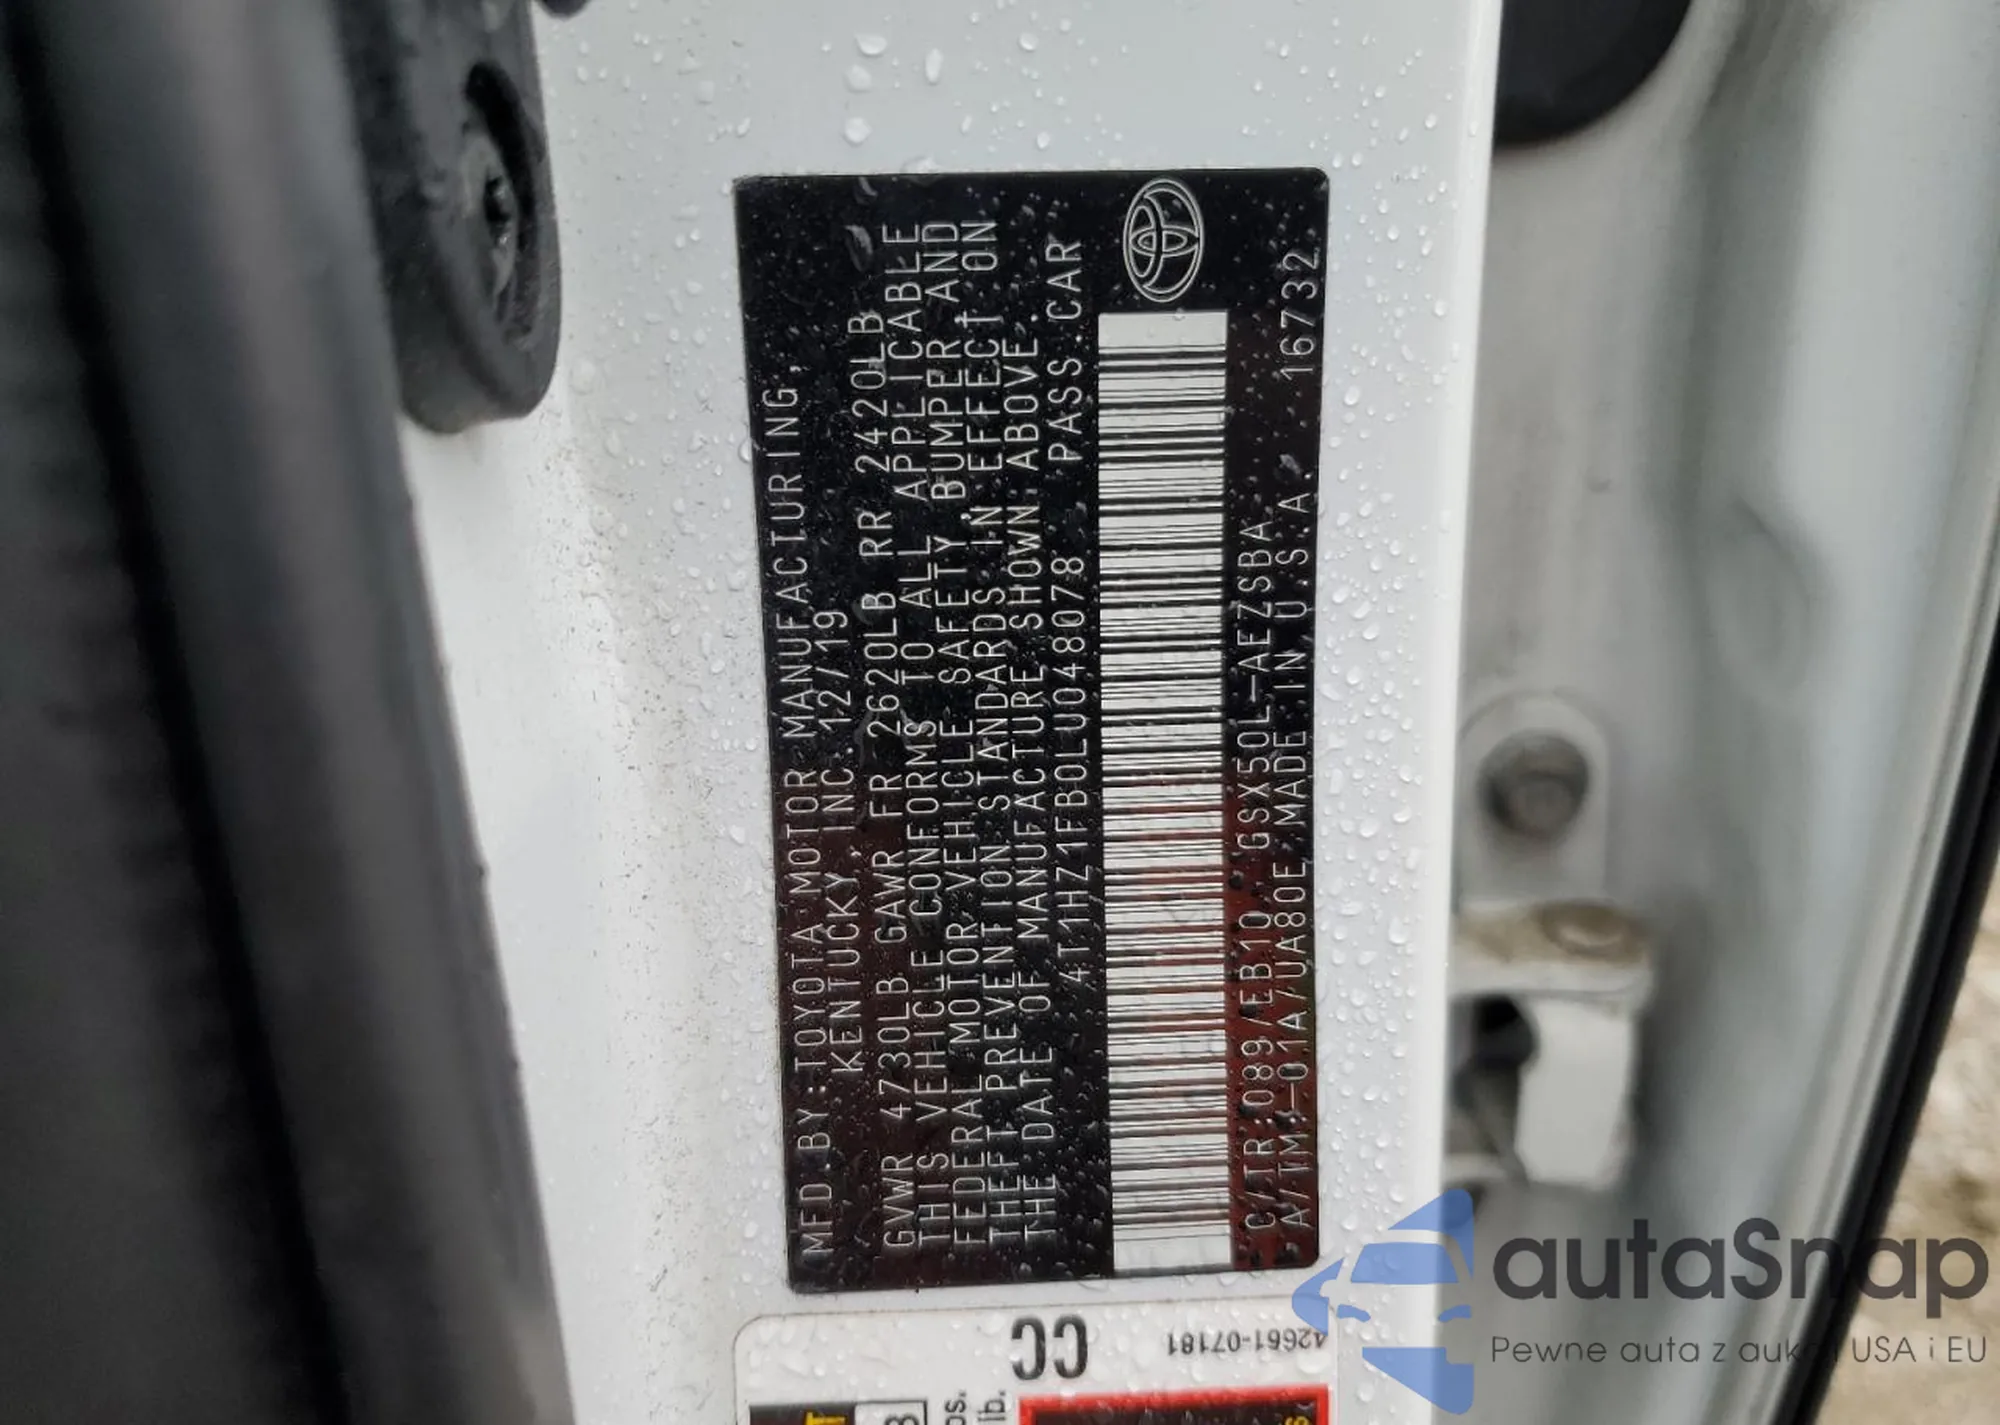 MFD.BY:TOYOTA MOTOR MANUFACTURING,
KENTUCKY, INC. 12/19
GVWR 4730LB GAWR FR 2620LB RR 2420LB
THIS VEHICLE CONFORMS TO ALL APPLICABLE
FEDERAL MOTOR VEHICLE SAFETY, BUMPER, AND
THEFT PREVENTION STANDARDS IN EFFECT ON
THE DATE OF MANUFACTURE SHOWN ABOVE.
4T1HZ1FB0LU048078 PASS.CAR
C/TR:089/EB10 GSX50L-AEZSBA
A/TM:-01A/UA80E MADE IN U.S.A. 16732
CC
42661-07181
lb.
autaSnap
Pewne auta z USA i EU